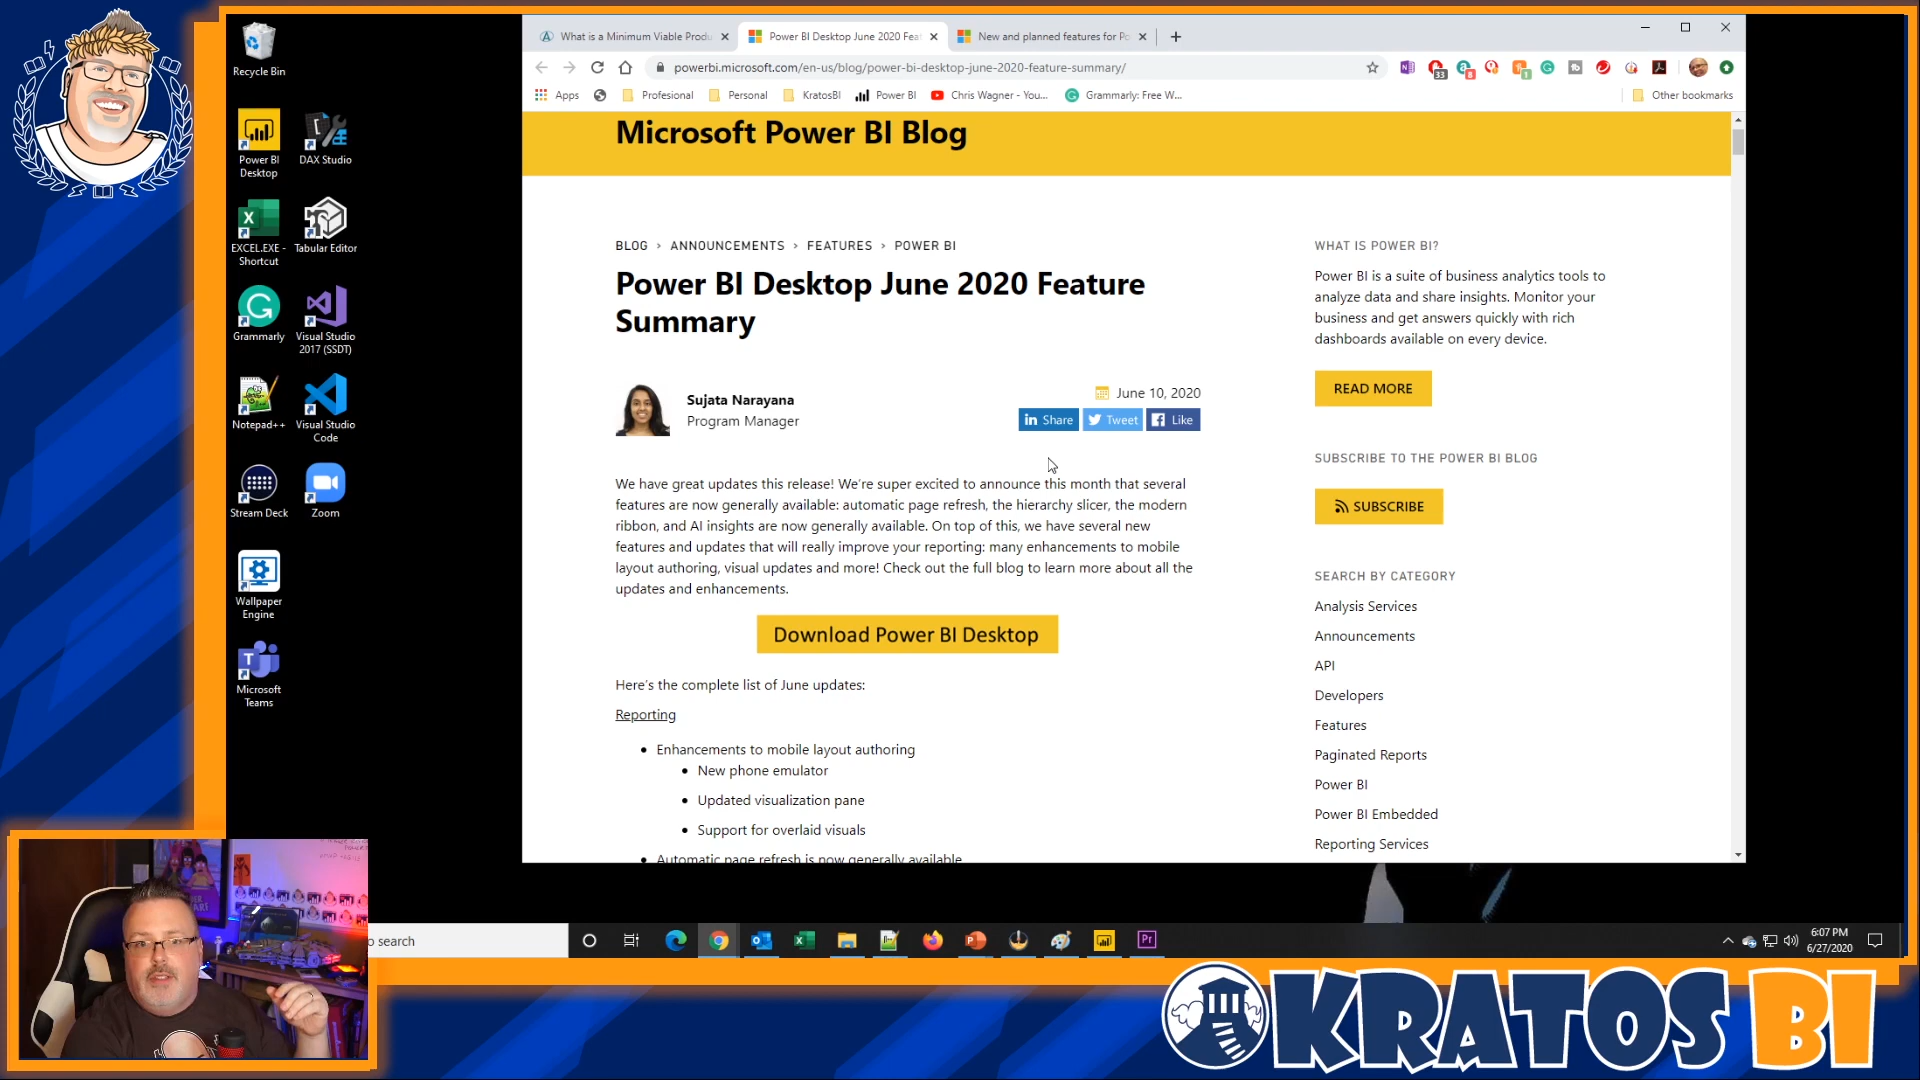 What is a Minimum Viable Produ
Power BI Desktop June 2020 Feat
New and planned features for Po
powerbi.microsoft.com/en-us/blog/power-bi-desktop-june-2020-feature-summary/
33
8
1
Apps
Profesional
Personal
KratosBI
Power BI
Chris Wagner - You...
Grammarly: Free W...
Other bookmarks
Recycle Bin
Power BI
Desktop
DAX Studio
EXCEL.EXE -
Shortcut
Tabular Editor
Grammarly
Visual Studio
2017 (SSDT)
Notepad++
Visual Studio
Code
Stream Deck
Zoom
Wallpaper
Engine
Microsoft
Teams
Microsoft Power BI Blog
BLOG › ANNOUNCEMENTS › FEATURES › POWER BI
Power BI Desktop June 2020 Feature
Summary
Sujata Narayana
Program Manager
June 10, 2020
in Share
Tweet
Like
We have great updates this release! We're super excited to announce this month that several
features are now generally available: automatic page refresh, the hierarchy slicer, the modern
ribbon, and AI insights are now generally available. On top of this, we have several new
features and updates that will really improve your reporting: many enhancements to mobile
layout authoring, visual updates and more! Check out the full blog to learn more about all the
updates and enhancements.
Download Power BI Desktop
Here's the complete list of June updates:
Reporting
• Enhancements to mobile layout authoring
• New phone emulator
• Updated visualization pane
• Support for overlaid visuals
• Automatic page refresh is now generally available
WHAT IS POWER BI?
Power BI is a suite of business analytics tools to
analyze data and share insights. Monitor your
business and get answers quickly with rich
dashboards available on every device.
READ MORE
SUBSCRIBE TO THE POWER BI BLOG
SUBSCRIBE
SEARCH BY CATEGORY
Analysis Services
Announcements
API
Developers
Features
Paginated Reports
Power BI
Power BI Embedded
Reporting Services
o search
Pr
6:07 PM
6/27/2020
KRATOS BI